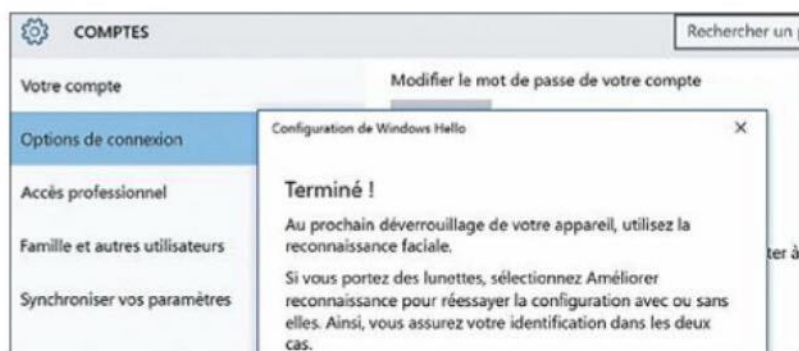 COMPTES
Rechercher un p
Votre compte
Modifier le mot de passe de votre compte
Options de connexion
Configuration de Windows Hello
Accès professionnel
Terminé !
Au prochain déverrouillage de votre appareil, utilisez la
reconnaissance faciale.
Famille et autres utilisateurs
ter à
Si vous portez des lunettes, sélectionnez Améliorer
reconnaissance pour réessayer la configuration avec ou sans
elles. Ainsi, vous assurez votre identification dans les deux
cas.
Synchroniser vos paramètres